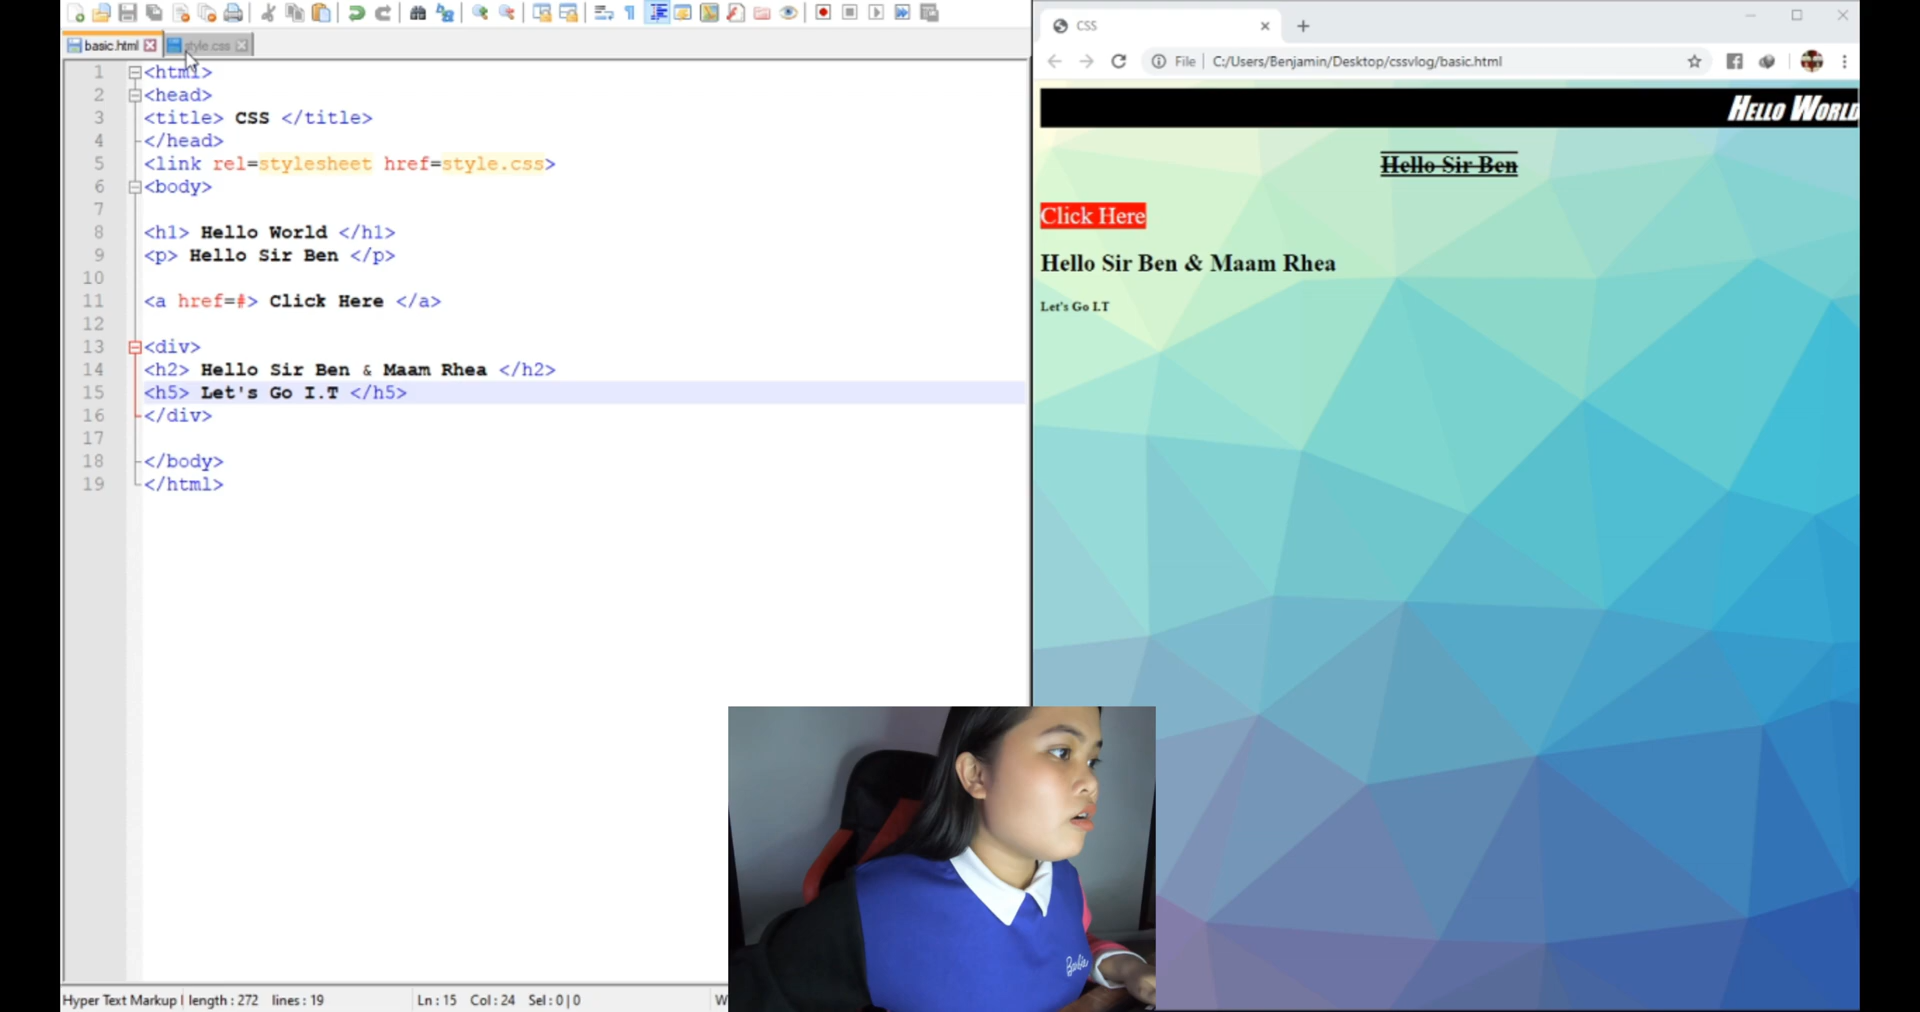 basic.html
style.css
1 <html>
2 <head>
3 <title> CSS </title>
4 </head>
5 <link rel=stylesheet href=style.css>
6 <body>
7
8 <h1> Hello World </h1>
9 <p> Hello Sir Ben </p>
10
11 <a href=#> Click Here </a>
12
13 <div>
14 <h2> Hello Sir Ben & Maam Rhea </h2>
15 <h5> Let's Go I.T </h5>
16 </div>
17
18 </body>
19 </html>
Hyper Text Markup l length : 272 lines : 19 Ln : 15 Col : 24 Sel : 0 | 0 W
CSS
File C:/Users/Benjamin/Desktop/cssvlog/basic.html
HELLO WORLD
Hello Sir Ben
Click Here
Hello Sir Ben & Maam Rhea
Let's Go I.T
Barbie